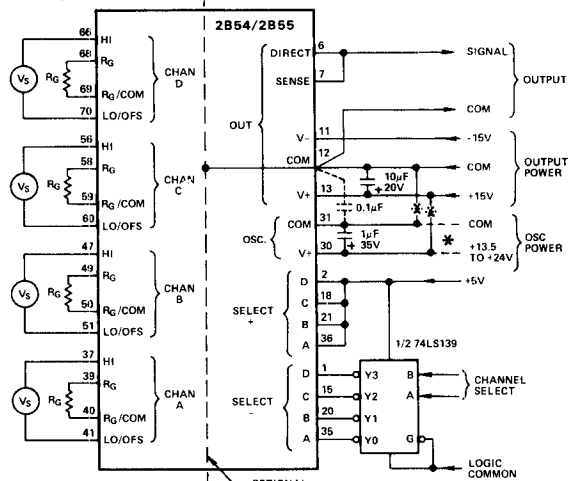 2B54/2B55
66 HI
68 RG
RG
69 RG/COM
70 LO/OFS
VS
CHAN D
56 HI
58 RG
RG
59 RG/COM
60 LO/OFS
VS
CHAN C
47 HI
49 RG
RG
50 RG/COM
51 LO/OFS
VS
CHAN B
37 HI
39 RG
RG
40 RG/COM
41 LO/OFS
VS
CHAN A
OUT
DIRECT 6
SENSE 7
V- 11
COM 12
V+ 13
OSC.
COM 31
V+ 30
SELECT +
D 2
C 18
B 21
A 36
SELECT -
D 1
C 15
B 20
A 35
10μF
+ 20V
0.1μF
1μF
+ 35V
SIGNAL
COM
OUTPUT
-15V
COM
+15V
OUTPUT POWER
COM
* +13.5
TO +24V
OSC POWER
+5V
1/2 74LS139
Y3 B
Y2 A
Y1
Y0 G
CHANNEL
SELECT
LOGIC
COMMON